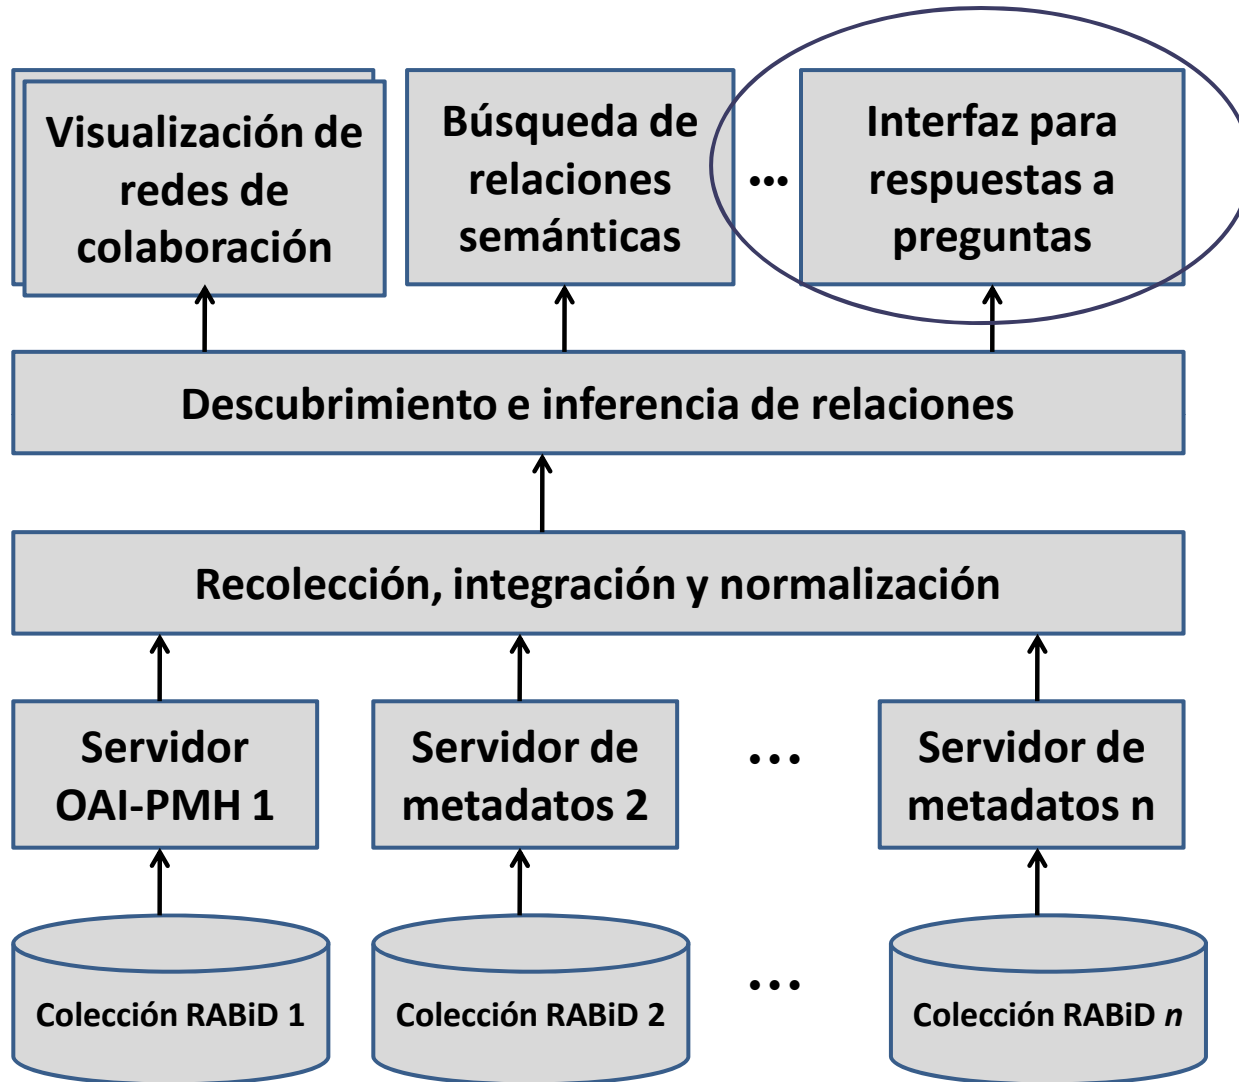 Visualización de
redes de
colaboración
Búsqueda de
relaciones
semánticas
...
Interfaz para
respuestas a
preguntas
Descubrimiento e inferencia de relaciones
Recolección, integración y normalización
Servidor
OAI-PMH 1
Servidor de
metadatos 2
...
Servidor de
metadatos n
Colección RABiD 1
Colección RABiD 2
...
Colección RABiD n